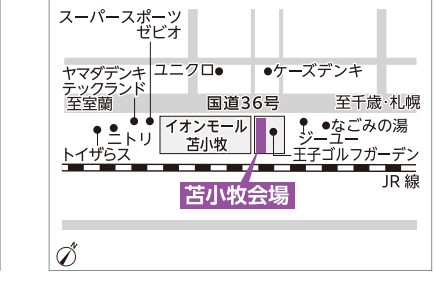 スーパースポーツ
ゼビオ
ヤマダデンキ
テックランド
ユニクロ
ケーズデンキ
至室蘭
国道36号
至千歳・札幌
ニトリ
トイザらス
イオンモール
苫小牧
なごみの湯
ジーユー
王子ゴルフガーデン
JR線
苫小牧会場
N